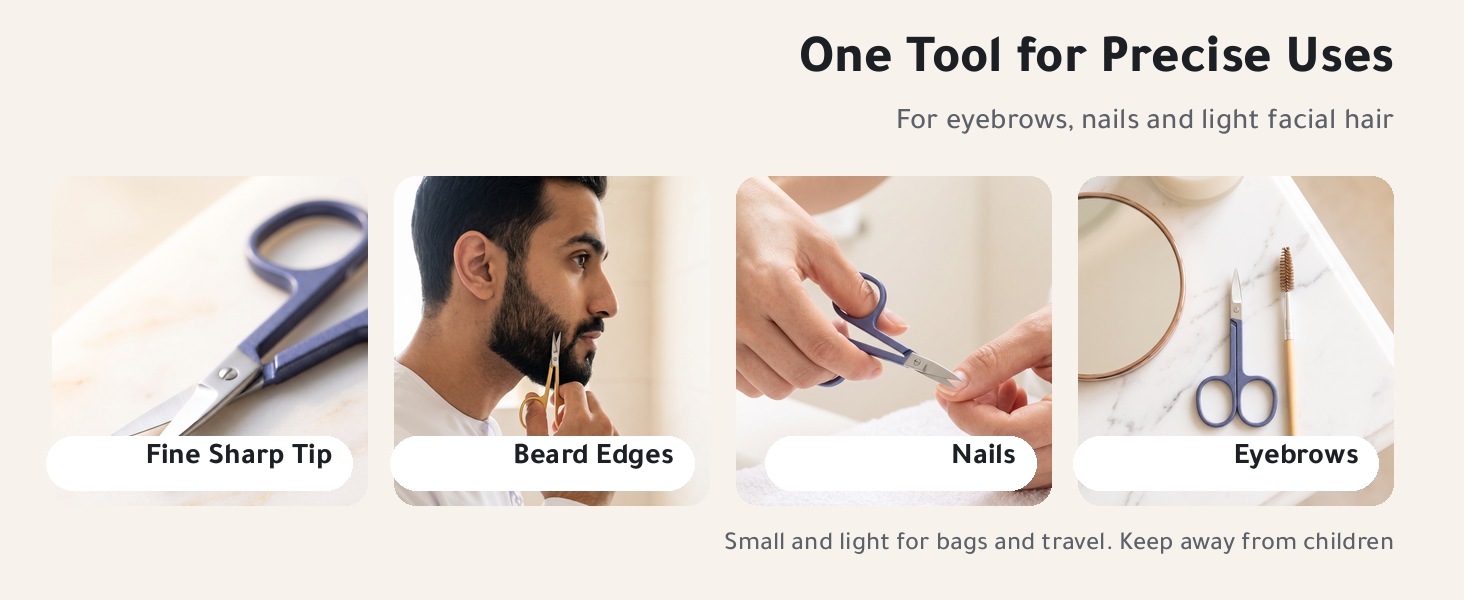 One Tool for Precise Uses
For eyebrows, nails and light facial hair
Fine Sharp Tip
Beard Edges
Nails
Eyebrows
Small and light for bags and travel. Keep away from children